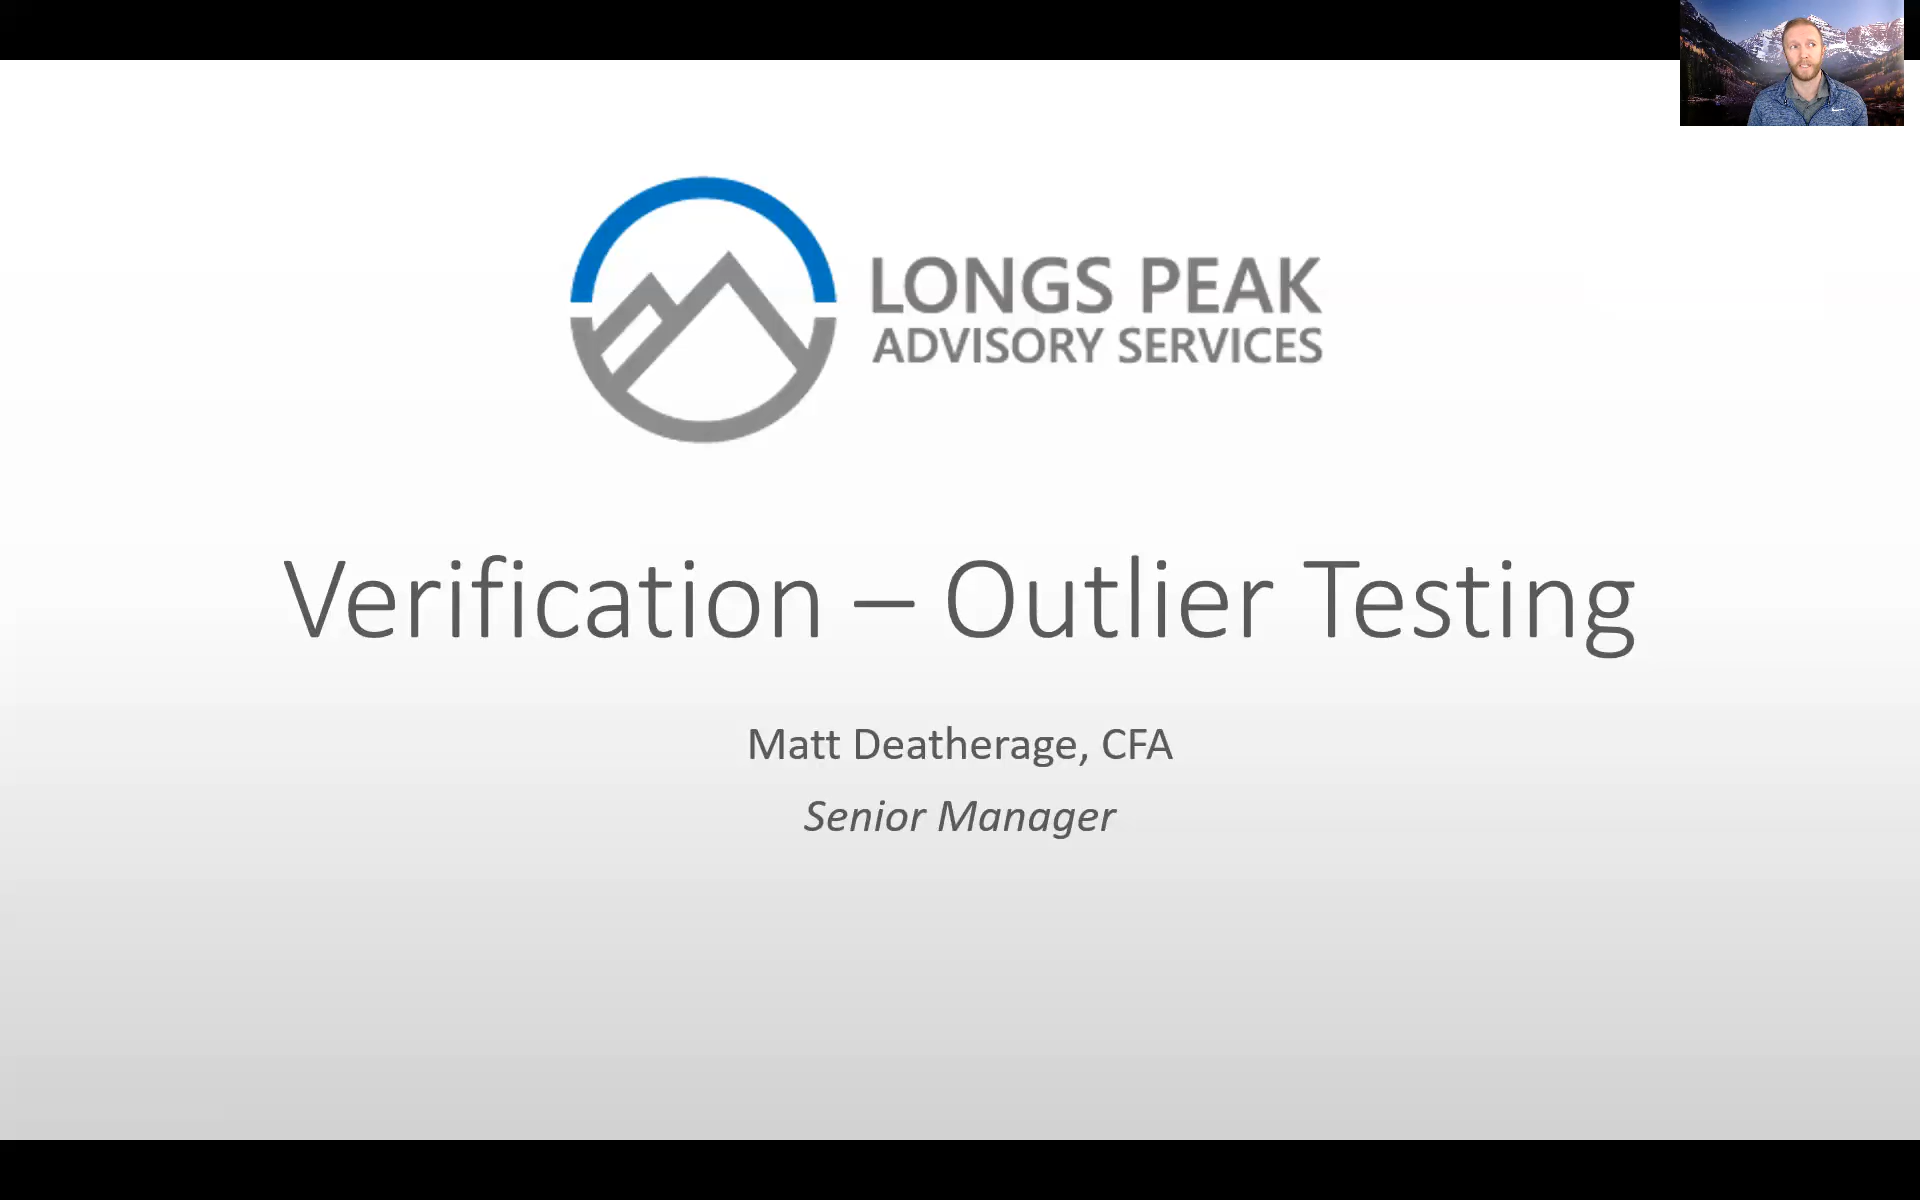 LONGS PEAK
ADVISORY SERVICES
Verification – Outlier Testing
Matt Deatherage, CFA
Senior Manager